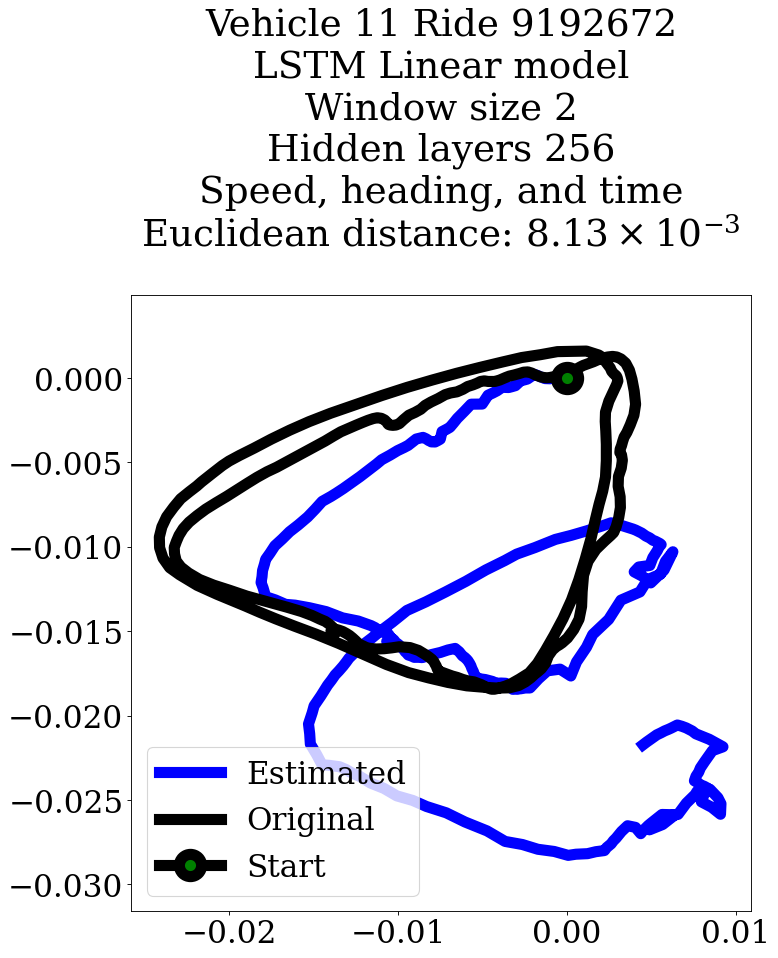 Vehicle 11 Ride 9192672
LSTM Linear model
Window size 2
Hidden layers 256
Speed, heading, and time
Euclidean distance: 8.13 × 10⁻³
0.000
−0.005
−0.010
−0.015
−0.020
−0.025
−0.030
Estimated
Original
Start
−0.02
−0.01
0.00
0.01